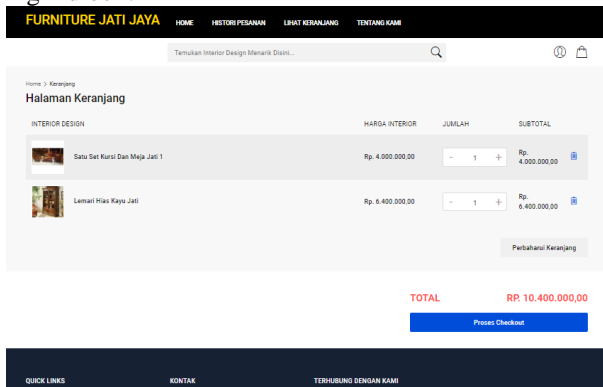 FURNITURE JATI JAYA HOME HISTORI PESANAN LIHAT KERANJANG TENTANG KAMI
Temukan Interior Design Menarik Disini...
Home > Keranjang
Halaman Keranjang
INTERIOR DESIGN HARGA INTERIOR JUMLAH SUBTOTAL
Satu Set Kursi Dan Meja Jati 1 Rp. 4.000.000,00 - 1 + Rp. 4.000.000,00
Lemari Hias Kayu Jati Rp. 6.400.000,00 - 1 + Rp. 6.400.000,00
Perbaharui Keranjang
TOTAL RP. 10.400.000,00
Proses Checkout
QUICK LINKS KONTAK TERHUBUNG DENGAN KAMI